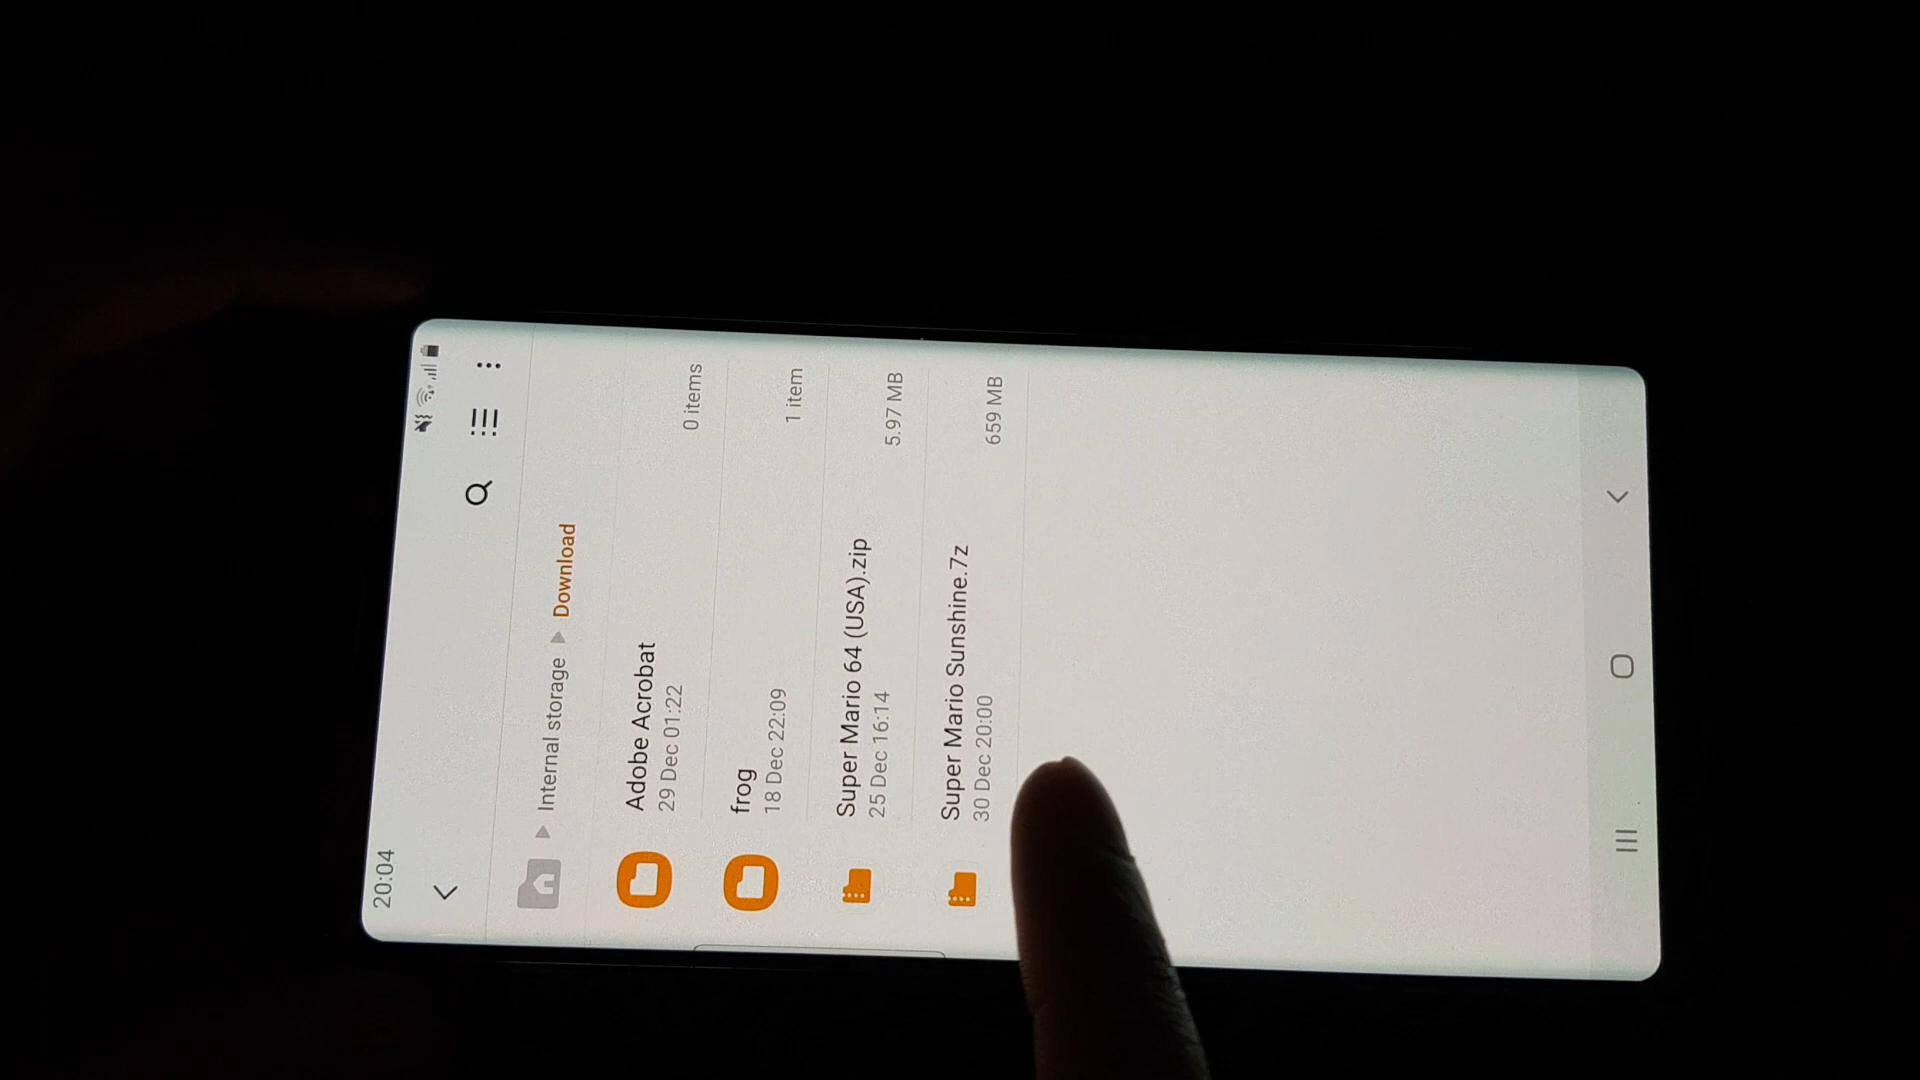 20:04
Internal storage ▶ Download
Adobe Acrobat
29 Dec 01:22
0 items
frog
18 Dec 22:09
1 item
Super Mario 64 (USA).zip
25 Dec 16:14
5.97 MB
Super Mario Sunshine.7z
30 Dec 20:00
659 MB